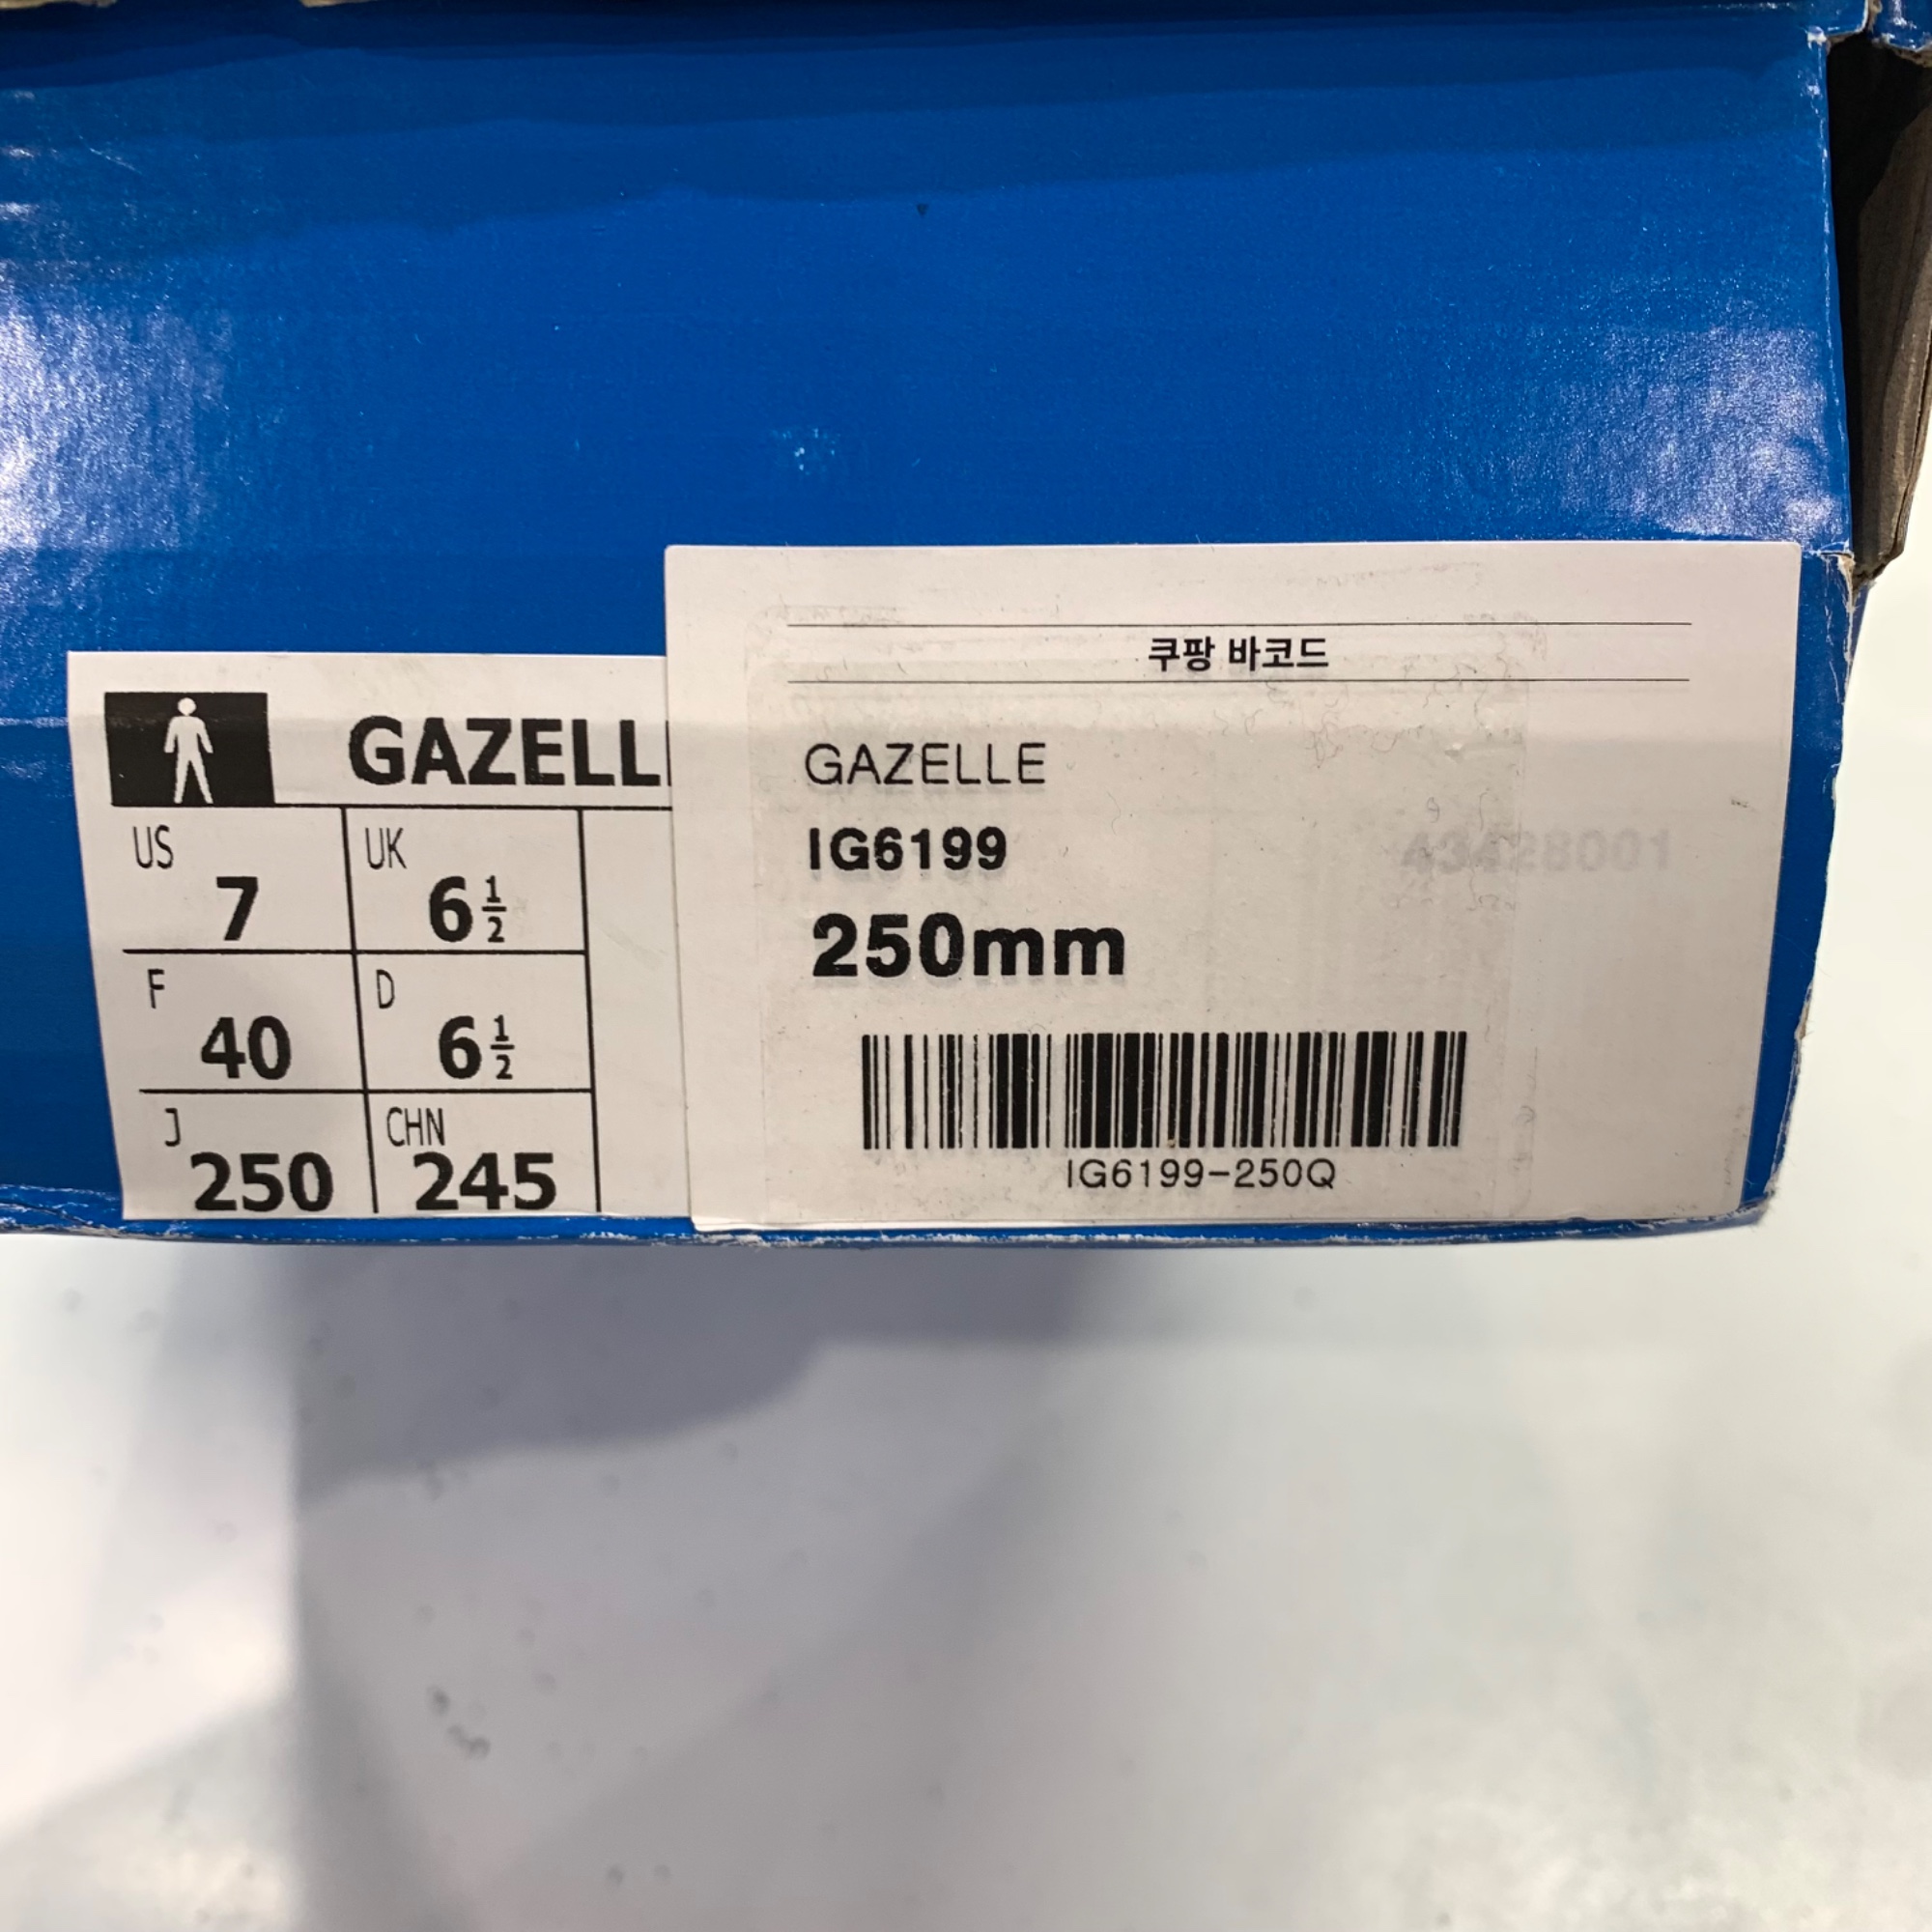 GAZELL
US
7
UK
6 1/2
F
40
D
6 1/2
J
250
CHN
245
쿠팡 바코드
GAZELLE
IG6199
250mm
IG6199-250Q